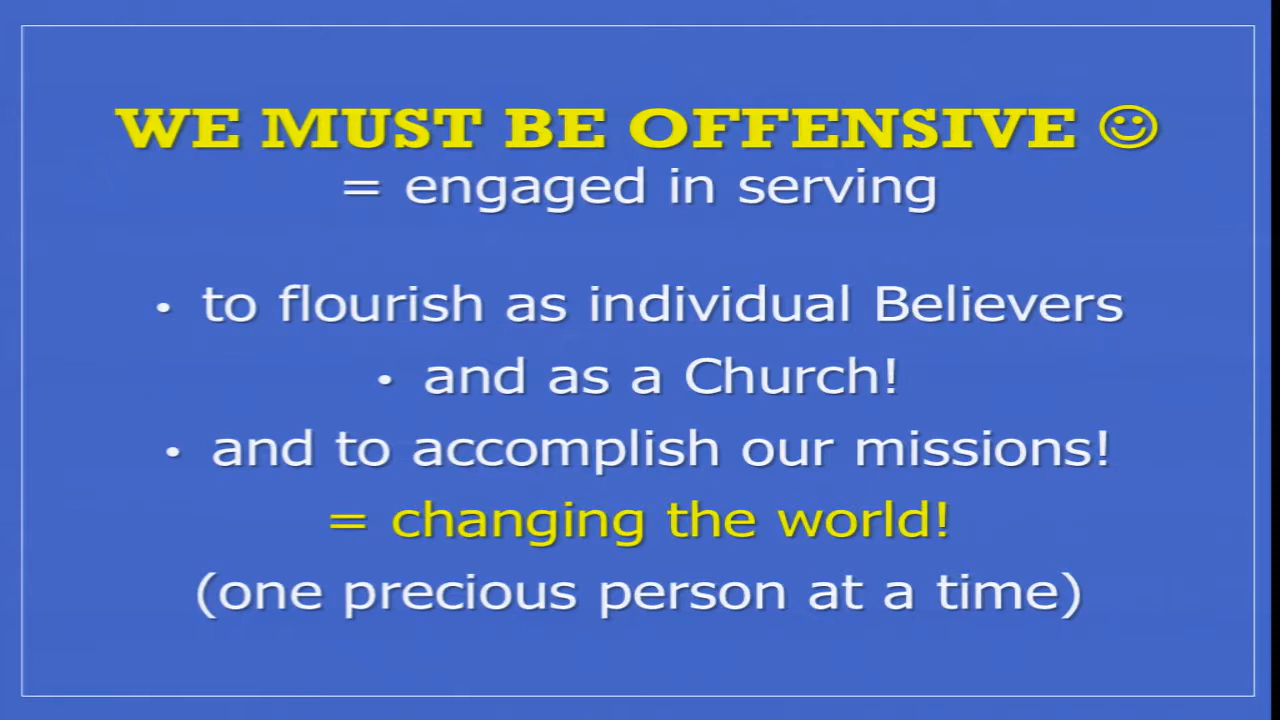 WE MUST BE OFFENSIVE ☺
= engaged in serving
• to flourish as individual Believers
• and as a Church!
• and to accomplish our missions!
= changing the world!
(one precious person at a time)